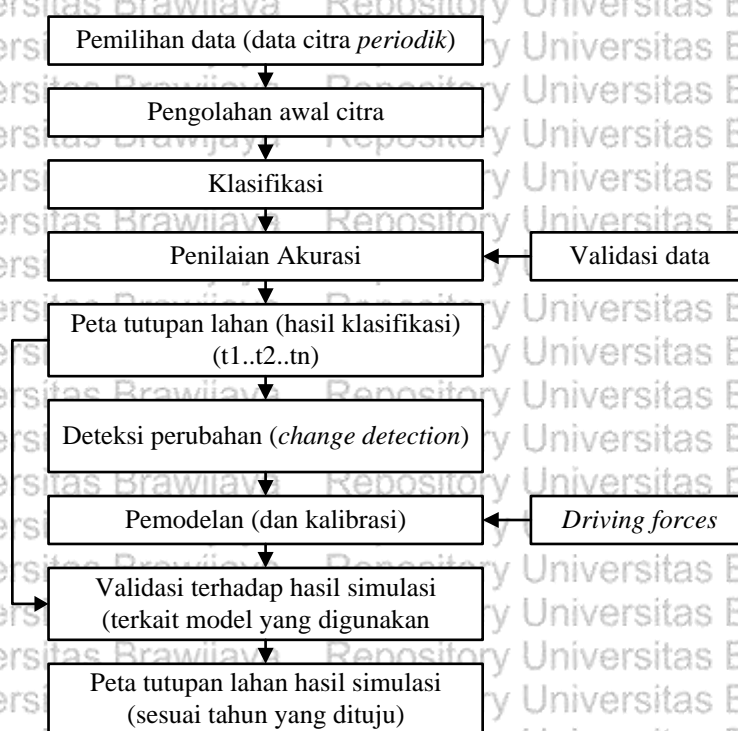 Pemilihan data (data citra periodik)
Pengolahan awal citra
Klasifikasi
Penilaian Akurasi
Validasi data
Peta tutupan lahan (hasil klasifikasi)
(t1..t2..tn)
Deteksi perubahan (change detection)
Pemodelan (dan kalibrasi)
Driving forces
Validasi terhadap hasil simulasi
(terkait model yang digunakan
Peta tutupan lahan hasil simulasi
(sesuai tahun yang dituju)